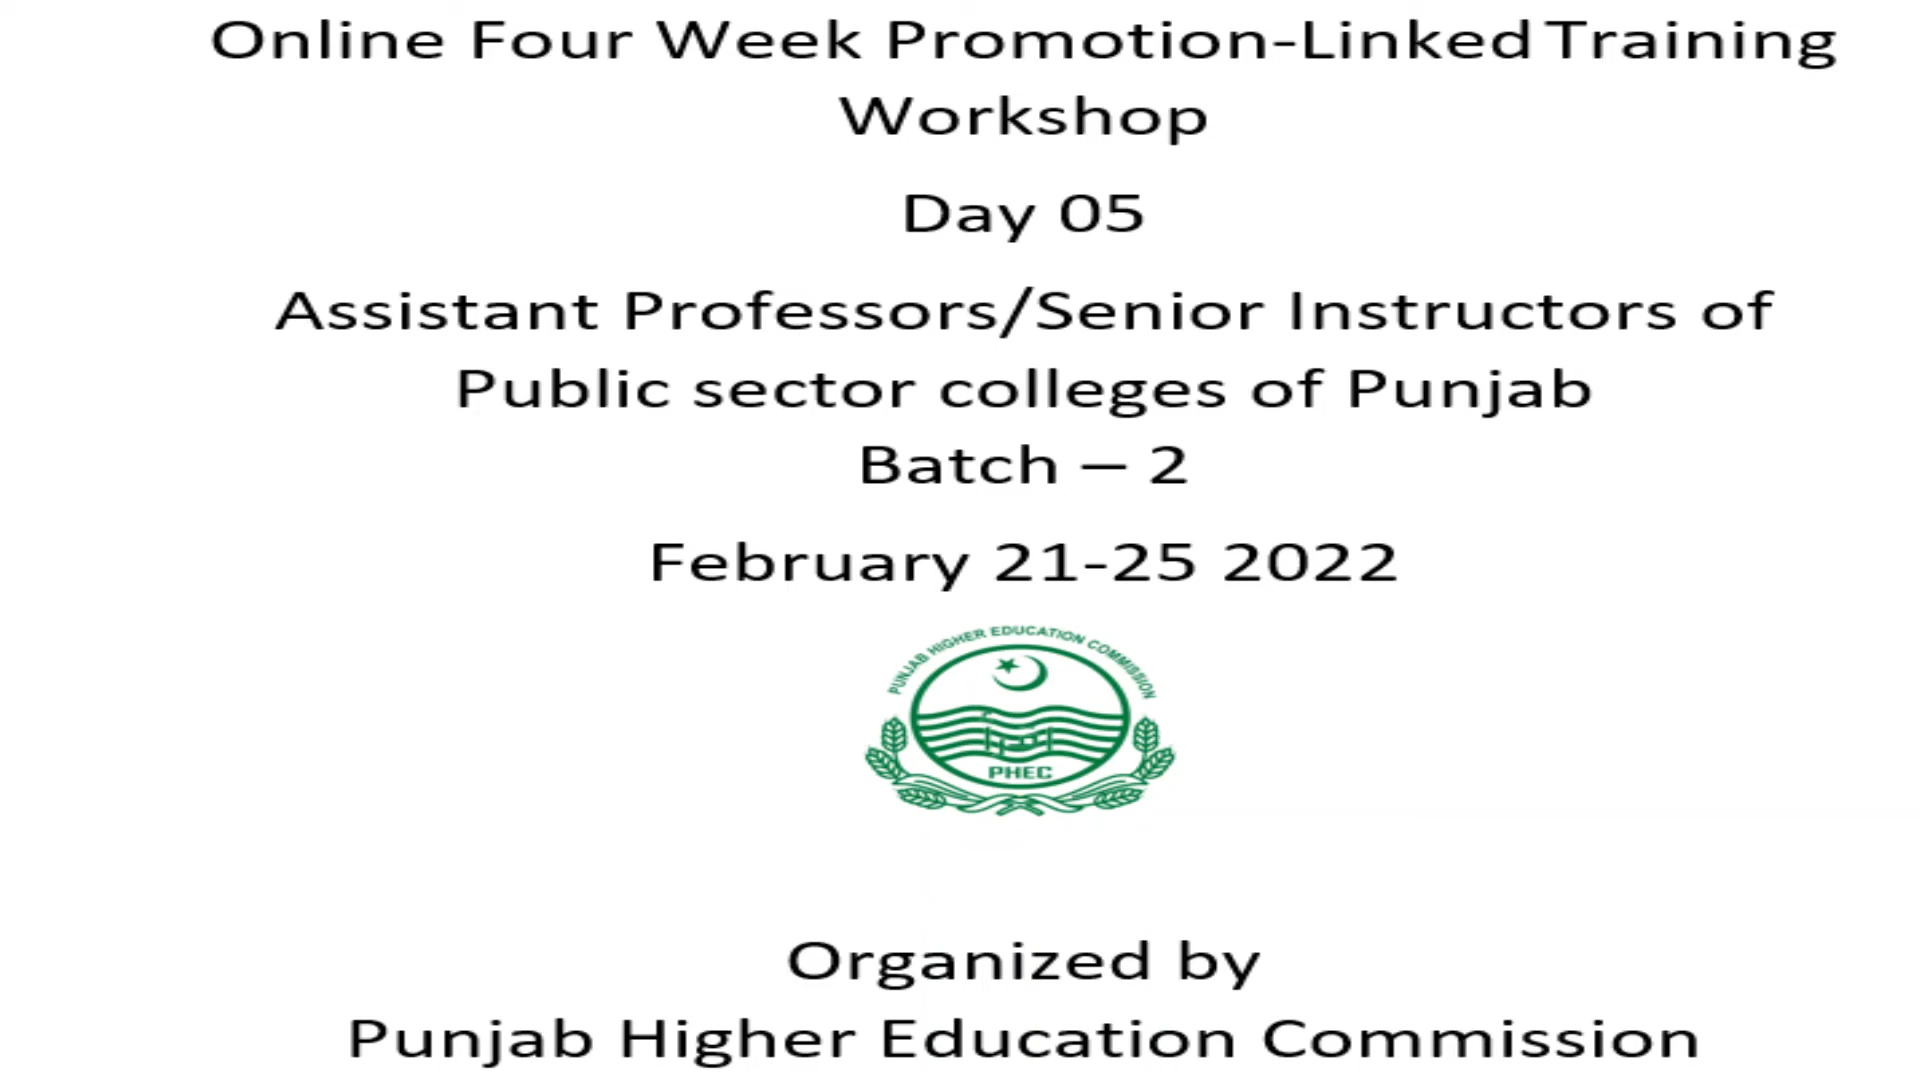 Online Four Week Promotion-Linked Training
Workshop
Day 05
Assistant Professors/Senior Instructors of
Public sector colleges of Punjab
Batch – 2
February 21-25 2022
PUNJAB HIGHER EDUCATION COMMISSION
PHEC
Organized by
Punjab Higher Education Commission